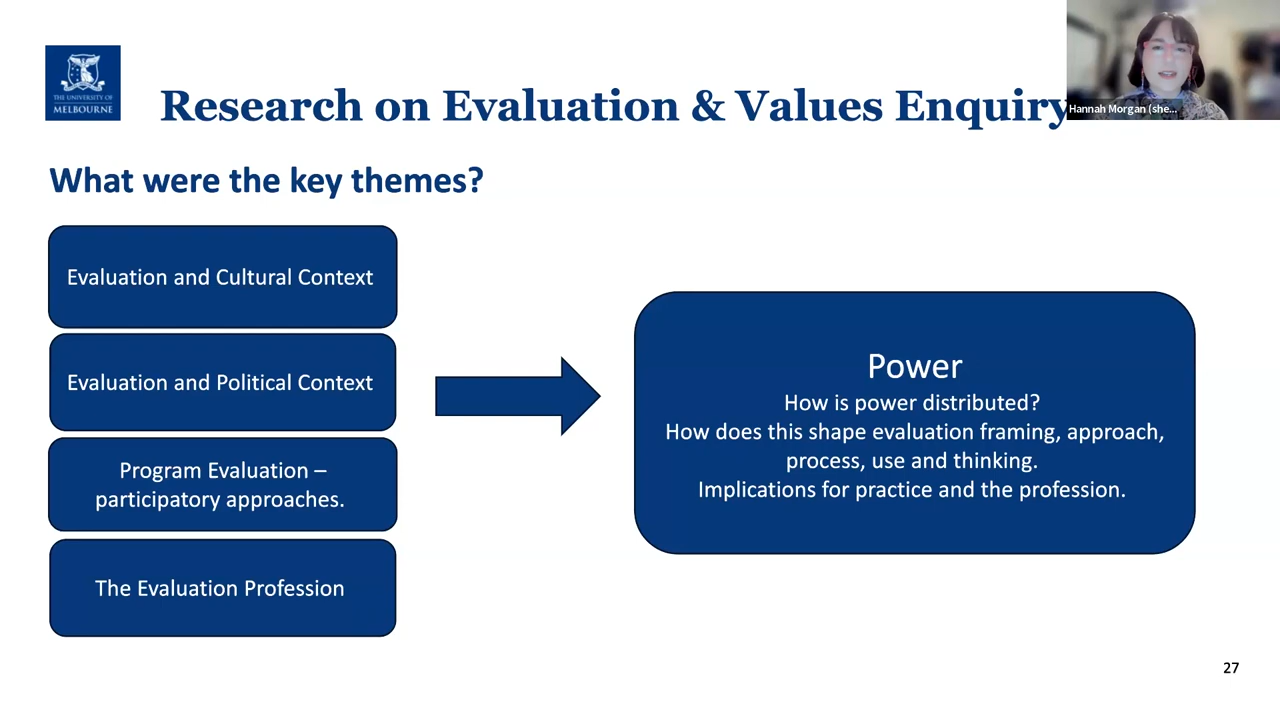 THE UNIVERSITY OF
MELBOURNE
Research on Evaluation & Values Enquiry
Hannah Morgan (she...
What were the key themes?
Evaluation and Cultural Context
Evaluation and Political Context
Program Evaluation –
participatory approaches.
The Evaluation Profession
Power
How is power distributed?
How does this shape evaluation framing, approach,
process, use and thinking.
Implications for practice and the profession.
27